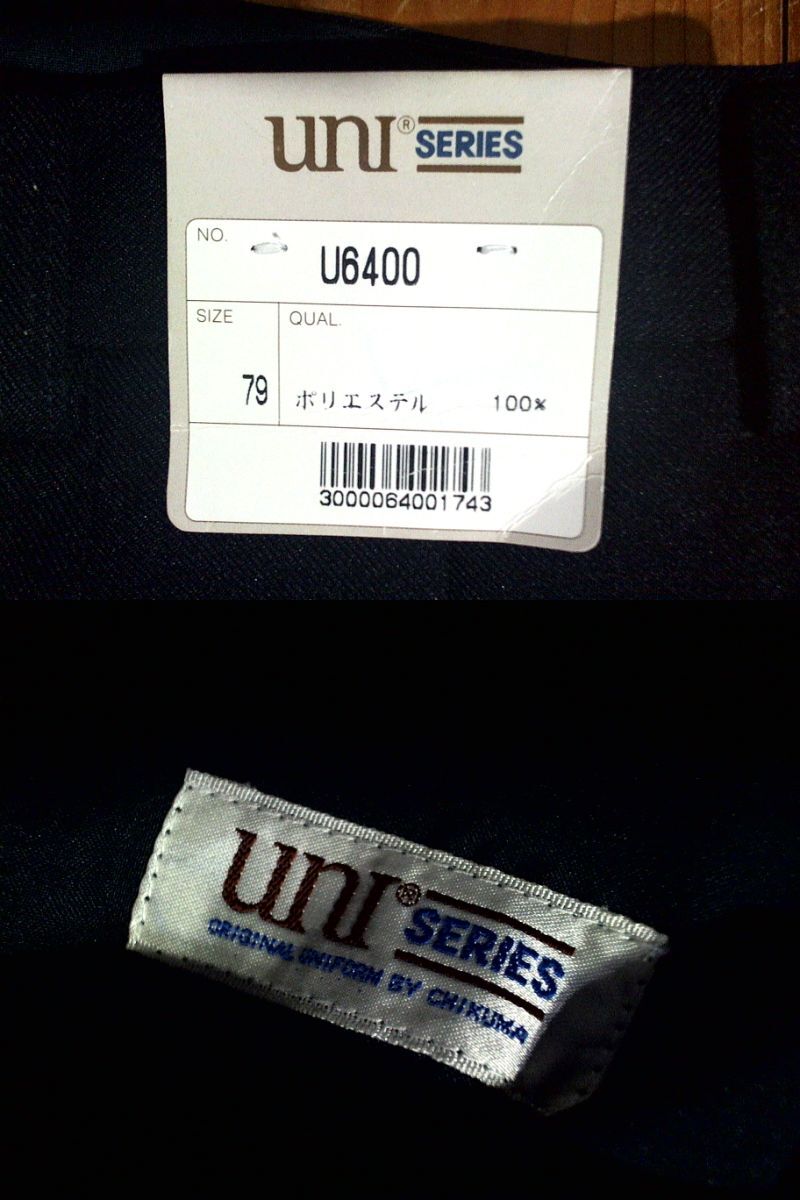 uni® SERIES
NO.
U6400
SIZE
QUAL.
79
ポリエステル 100%
3000064001743
uni® SERIES
ORIGINAL UNIFORM BY CHIKUMA